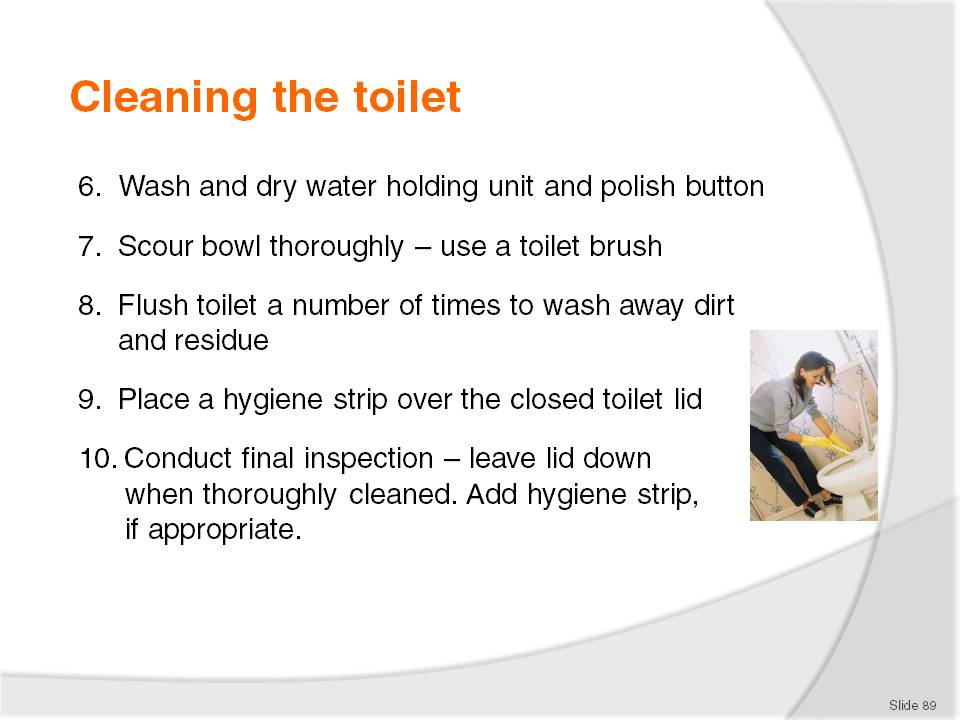 Cleaning the toilet
6. Wash and dry water holding unit and polish button
7. Scour bowl thoroughly – use a toilet brush
8. Flush toilet a number of times to wash away dirt
and residue
9. Place a hygiene strip over the closed toilet lid
10. Conduct final inspection – leave lid down
when thoroughly cleaned. Add hygiene strip,
if appropriate.
Slide 89